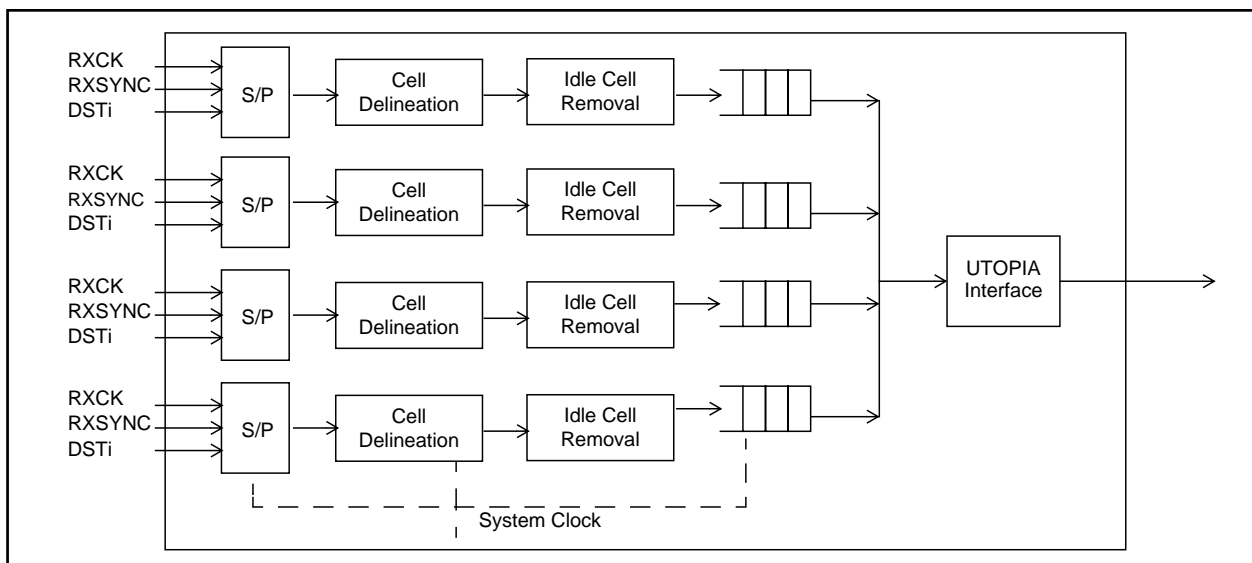 RXCK
RXSYNC
DSTi
S/P
Cell
Delineation
Idle Cell
Removal
RXCK
RXSYNC
DSTi
S/P
Cell
Delineation
Idle Cell
Removal
UTOPIA
Interface
RXCK
RXSYNC
DSTi
S/P
Cell
Delineation
Idle Cell
Removal
RXCK
RXSYNC
DSTi
S/P
Cell
Delineation
Idle Cell
Removal
System Clock